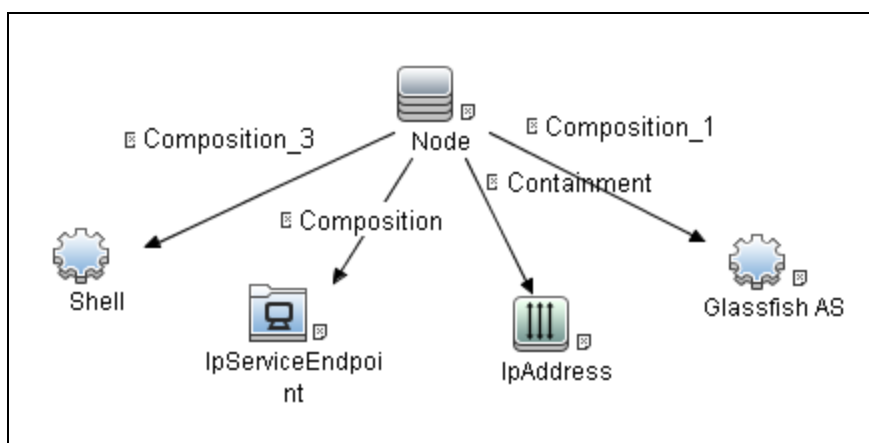 Composition_3
Composition_1
Node
Containment
Composition
Shell
Glassfish AS
IpServiceEndpoi
nt
IpAddress